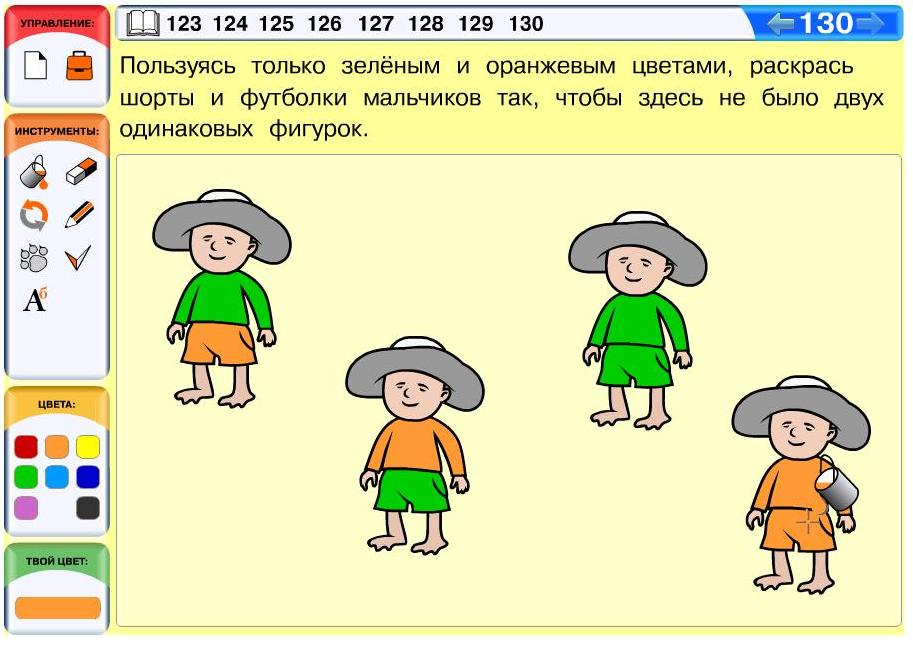 УПРАВЛЕНИЕ:
123 124 125 126 127 128 129 130
130
Пользуясь только зелёным и оранжевым цветами, раскрась
шорты и футболки мальчиков так, чтобы здесь не было двух
одинаковых фигурок.
ИНСТРУМЕНТЫ:
Аб
ЦВЕТА:
ТВОЙ ЦВЕТ: